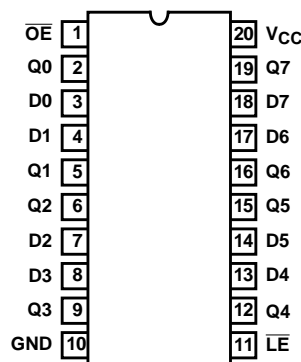 O̅E̅ 1 20 VCC
Q0 2 19 Q7
D0 3 18 D7
D1 4 17 D6
Q1 5 16 Q6
Q2 6 15 Q5
D2 7 14 D5
D3 8 13 D4
Q3 9 12 Q4
GND 10 11 L̅E̅